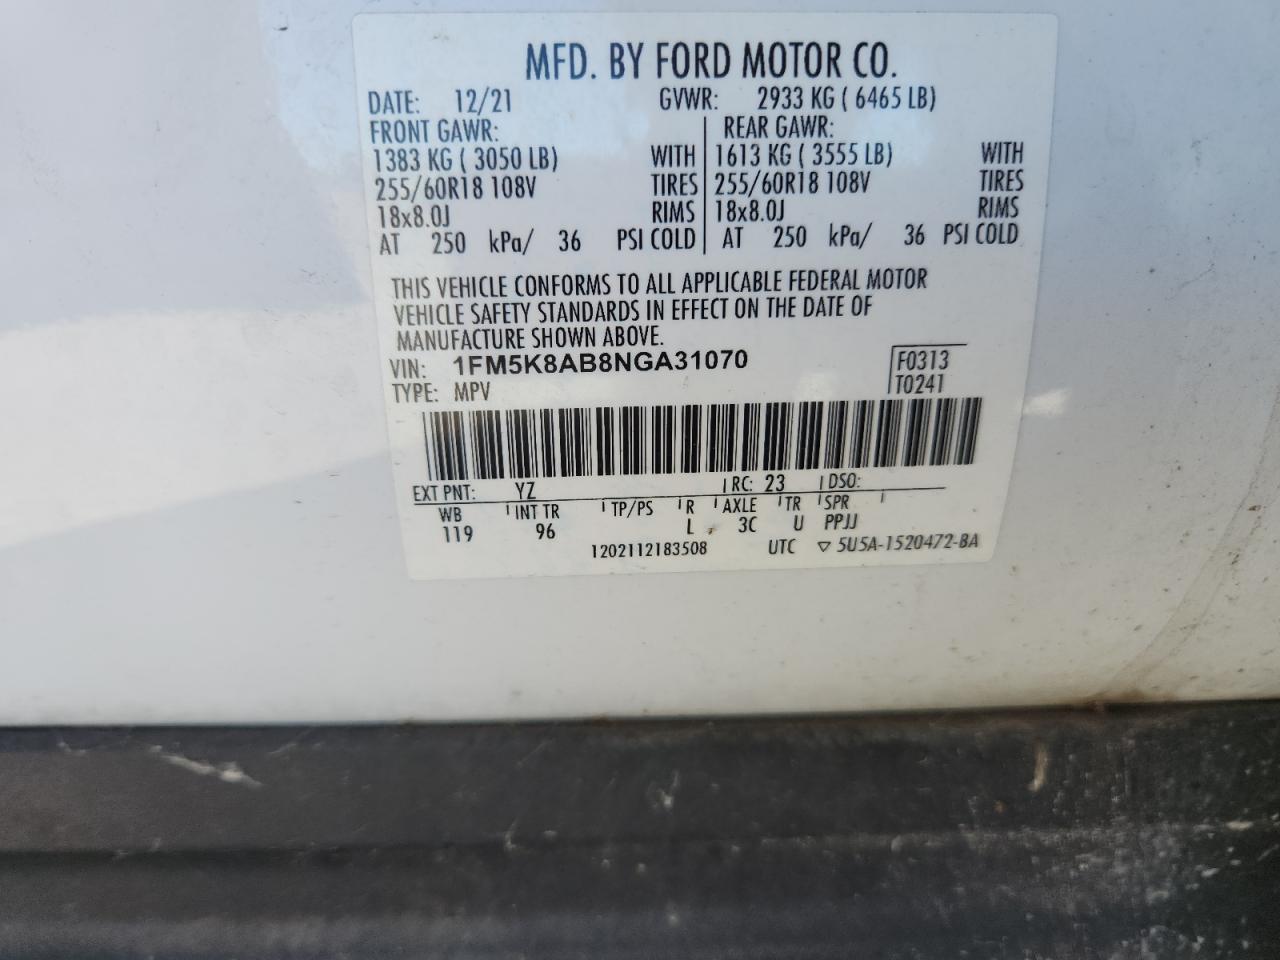 MFD. BY FORD MOTOR CO.
DATE: 12/21 GVWR: 2933 KG ( 6465 LB)
FRONT GAWR: REAR GAWR:
1383 KG ( 3050 LB) WITH 1613 KG ( 3555 LB) WITH
255/60R18 108V TIRES 255/60R18 108V TIRES
18x8.0J RIMS 18x8.0J RIMS
AT 250 kPa/ 36 PSI COLD AT 250 kPa/ 36 PSI COLD
THIS VEHICLE CONFORMS TO ALL APPLICABLE FEDERAL MOTOR
VEHICLE SAFETY STANDARDS IN EFFECT ON THE DATE OF
MANUFACTURE SHOWN ABOVE.
VIN: 1FM5K8AB8NGA31070 F0313
TYPE: MPV T0241
EXT PNT: YZ RC: 23 DSO:
WB INT TR TP/PS R AXLE TR SPR
119 96 L 3C U PPJJ
1202112183508 UTC ▽ 5U5A-1520472-BA